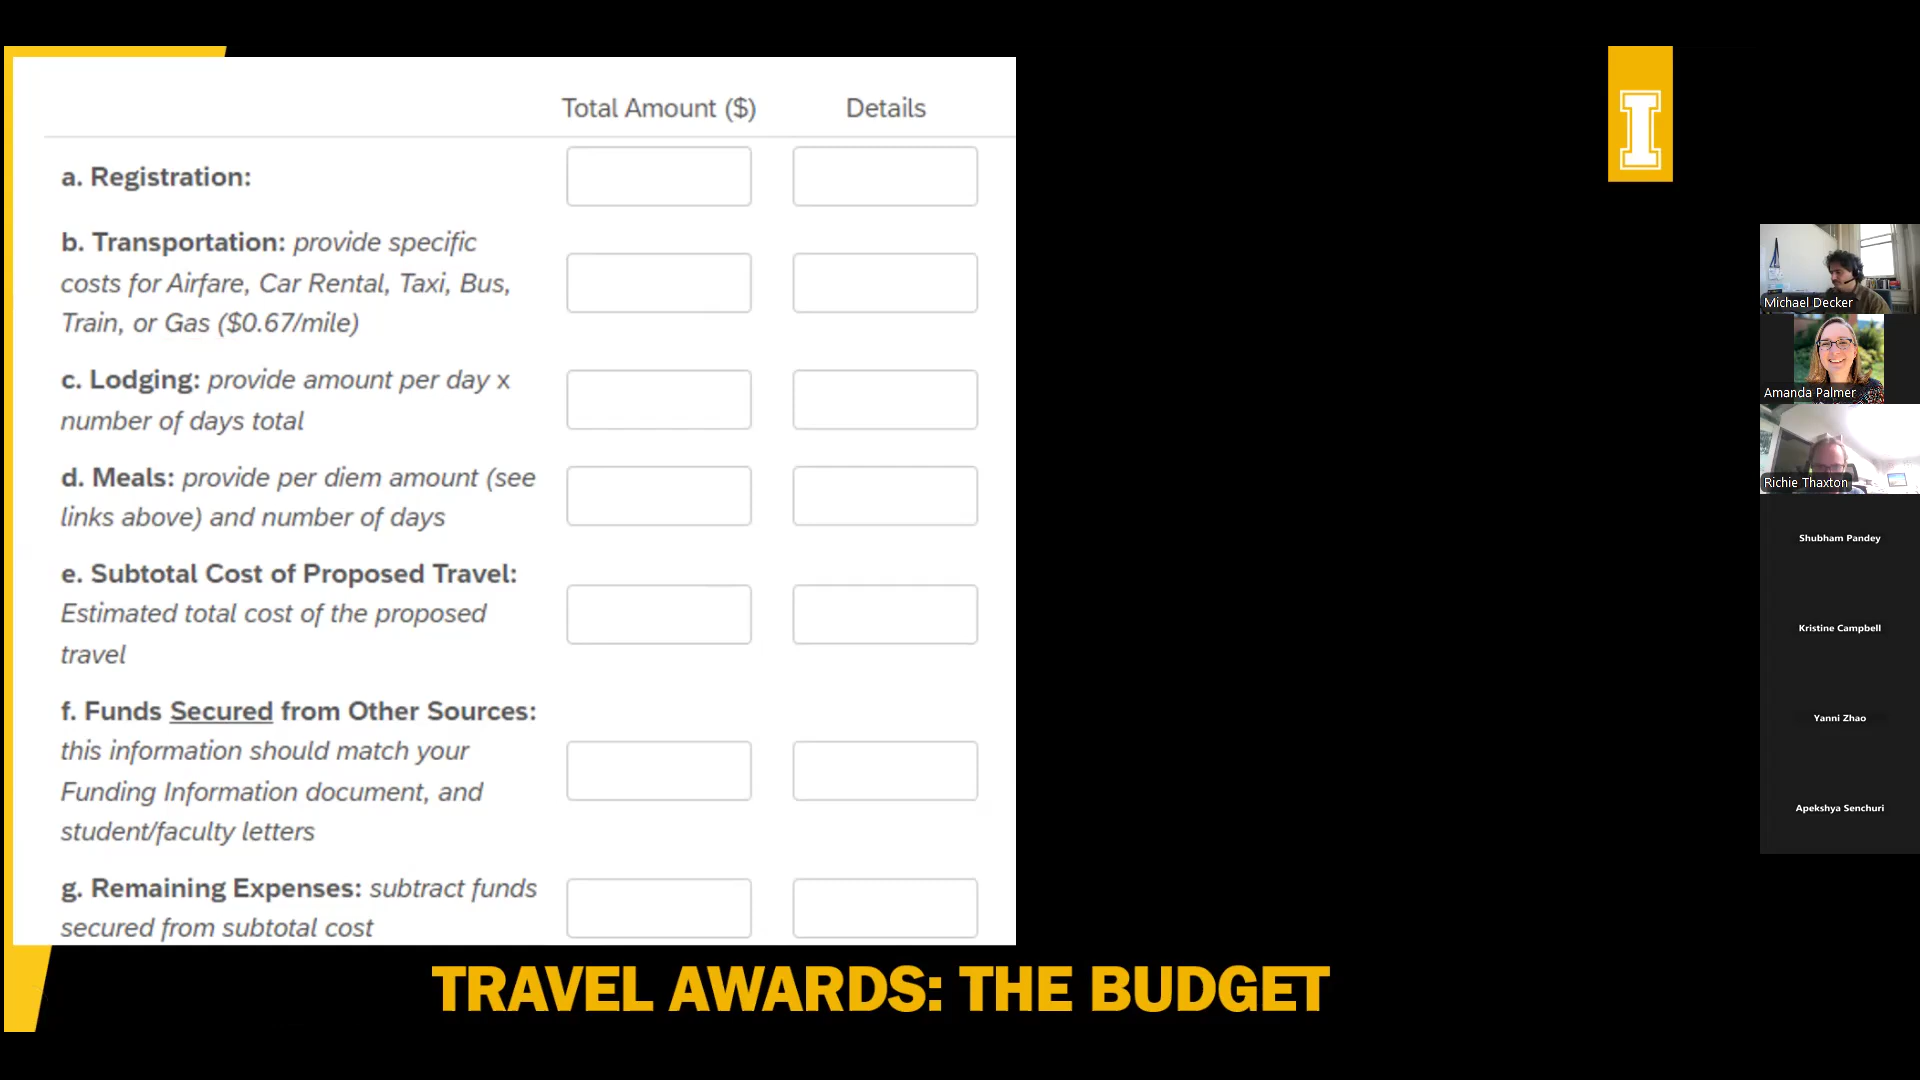 Total Amount ($) Details
a. Registration:
b. Transportation: provide specific
costs for Airfare, Car Rental, Taxi, Bus,
Train, or Gas ($0.67/mile)
c. Lodging: provide amount per day x
number of days total
d. Meals: provide per diem amount (see
links above) and number of days
e. Subtotal Cost of Proposed Travel:
Estimated total cost of the proposed
travel
f. Funds Secured from Other Sources:
this information should match your
Funding Information document, and
student/faculty letters
g. Remaining Expenses: subtract funds
secured from subtotal cost
TRAVEL AWARDS: THE BUDGET
I
Michael Decker
Amanda Palmer
Richie Thaxton
Shubham Pandey
Kristine Campbell
Yanni Zhao
Apekshya Senchuri